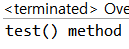 <terminated> Ove
test() method